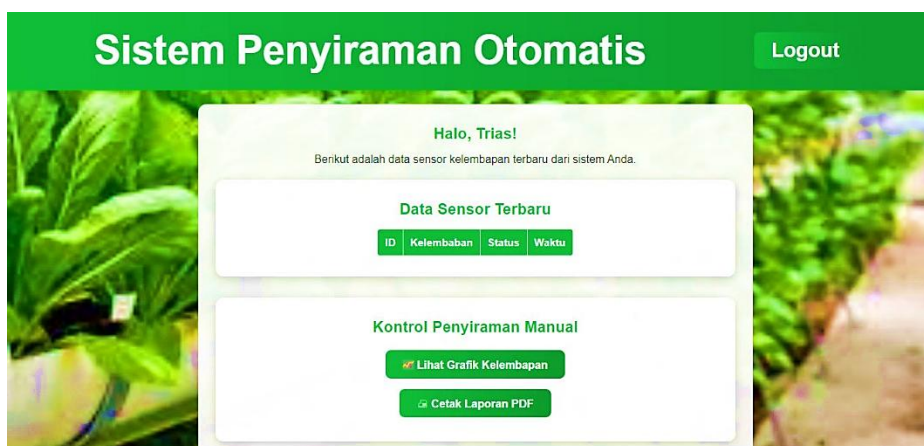 Sistem Penyiraman Otomatis
Logout
Halo, Trias!
Berikut adalah data sensor kelembapan terbaru dari sistem Anda.
Data Sensor Terbaru
ID Kelembaban Status Waktu
Kontrol Penyiraman Manual
Lihat Grafik Kelembapan
Cetak Laporan PDF